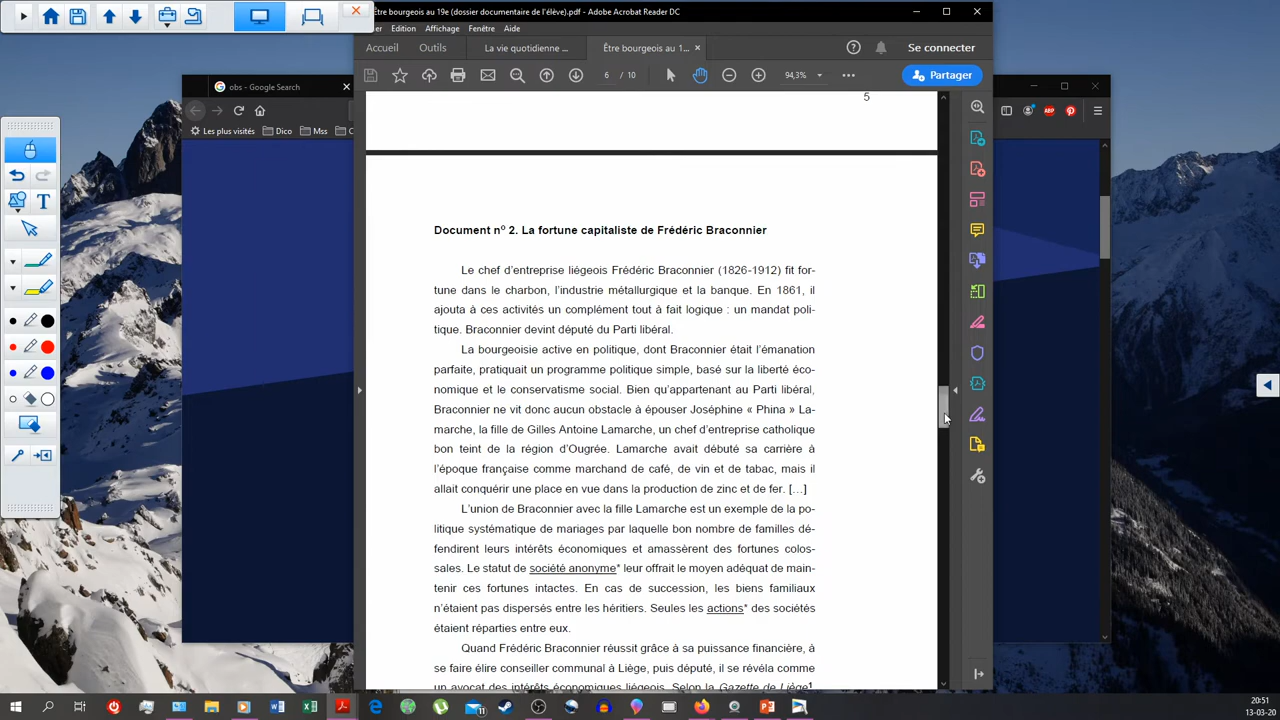 Être bourgeois au 19e (dossier documentaire de l'élève).pdf - Adobe Acrobat Reader DC
Edition Affichage Fenêtre Aide
Accueil Outils La vie quotidienne ... Être bourgeois au 1... × Se connecter
6 / 10 94,3% Partager
obs - Google Search
Les plus visités Dico Mss
ABP
T
5
Document nº 2. La fortune capitaliste de Frédéric Braconnier
Le chef d'entreprise liégeois Frédéric Braconnier (1826-1912) fit for-
tune dans le charbon, l'industrie métallurgique et la banque. En 1861, il
ajouta à ces activités un complément tout à fait logique : un mandat poli-
tique. Braconnier devint député du Parti libéral.
La bourgeoisie active en politique, dont Braconnier était l'émanation
parfaite, pratiquait un programme politique simple, basé sur la liberté éco-
nomique et le conservatisme social. Bien qu'appartenant au Parti libéral,
Braconnier ne vit donc aucun obstacle à épouser Joséphine « Phina » La-
marche, la fille de Gilles Antoine Lamarche, un chef d'entreprise catholique
bon teint de la région d'Ougrée. Lamarche avait débuté sa carrière à
l'époque française comme marchand de café, de vin et de tabac, mais il
allait conquérir une place en vue dans la production de zinc et de fer. […]
L'union de Braconnier avec la fille Lamarche est un exemple de la po-
litique systématique de mariages par laquelle bon nombre de familles dé-
fendirent leurs intérêts économiques et amassèrent des fortunes colos-
sales. Le statut de société anonyme* leur offrait le moyen adéquat de main-
tenir ces fortunes intactes. En cas de succession, les biens familiaux
n'étaient pas dispersés entre les héritiers. Seules les actions* des sociétés
étaient réparties entre eux.
Quand Frédéric Braconnier réussit grâce à sa puissance financière, à
se faire élire conseiller communal à Liège, puis député, il se révéla comme
un avocat des intérêts économiques liégeois. Selon la Gazette de Liège¹
20:51
13-03-20